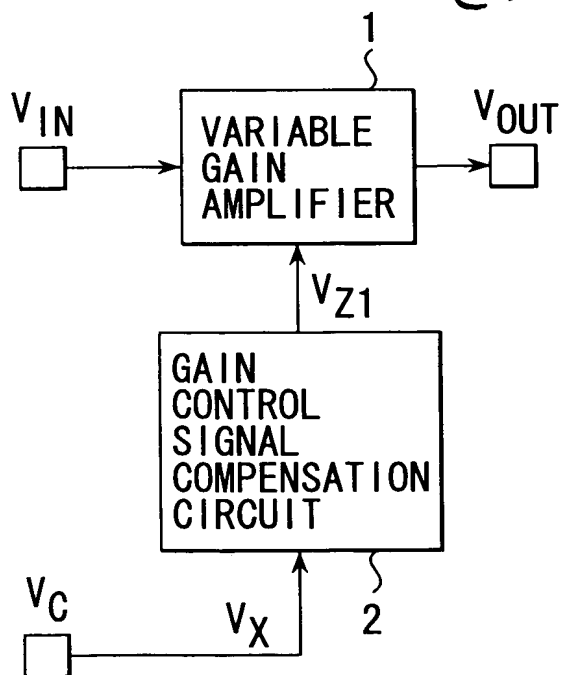 1
V_IN
VARIABLE
GAIN
AMPLIFIER
V_OUT
V_Z1
GAIN
CONTROL
SIGNAL
COMPENSATION
CIRCUIT
V_C
V_X
2